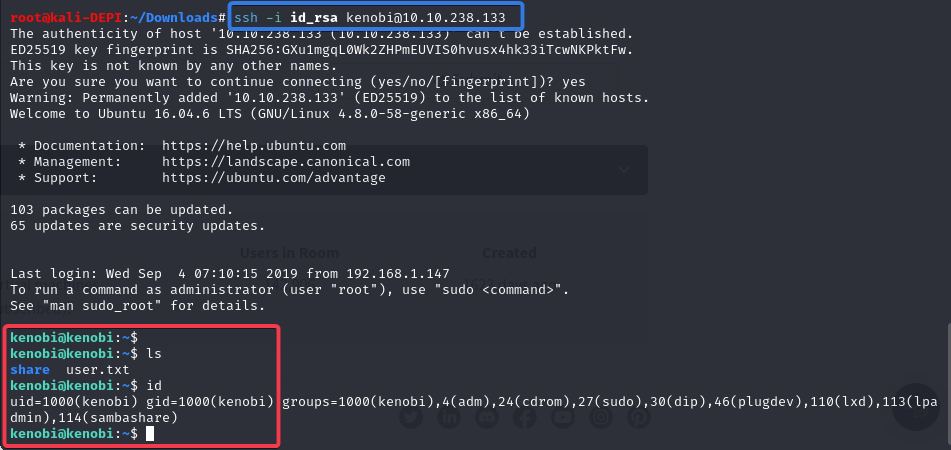 root@kali-DEPI:~/Downloads# ssh -i id_rsa kenobi@10.10.238.133
The authenticity of host '10.10.238.133 (10.10.238.133)' can't be established.
ED25519 key fingerprint is SHA256:GXu1mgqL0Wk2ZHPmEUVIS0hvusx4hk33iTcwNKPktFw.
This key is not known by any other names.
Are you sure you want to continue connecting (yes/no/[fingerprint])? yes
Warning: Permanently added '10.10.238.133' (ED25519) to the list of known hosts.
Welcome to Ubuntu 16.04.6 LTS (GNU/Linux 4.8.0-58-generic x86_64)
* Documentation:  https://help.ubuntu.com
* Management:     https://landscape.canonical.com
* Support:        https://ubuntu.com/advantage
103 packages can be updated.
65 updates are security updates.
Users in Room Created
Last login: Wed Sep  4 07:10:15 2019 from 192.168.1.147
To run a command as administrator (user "root"), use "sudo <command>".
See "man sudo_root" for details.
kenobi@kenobi:~$
kenobi@kenobi:~$ ls
share  user.txt
kenobi@kenobi:~$ id
uid=1000(kenobi) gid=1000(kenobi) groups=1000(kenobi),4(adm),24(cdrom),27(sudo),30(dip),46(plugdev),110(lxd),113(lpa
dmin),114(sambashare)
kenobi@kenobi:~$